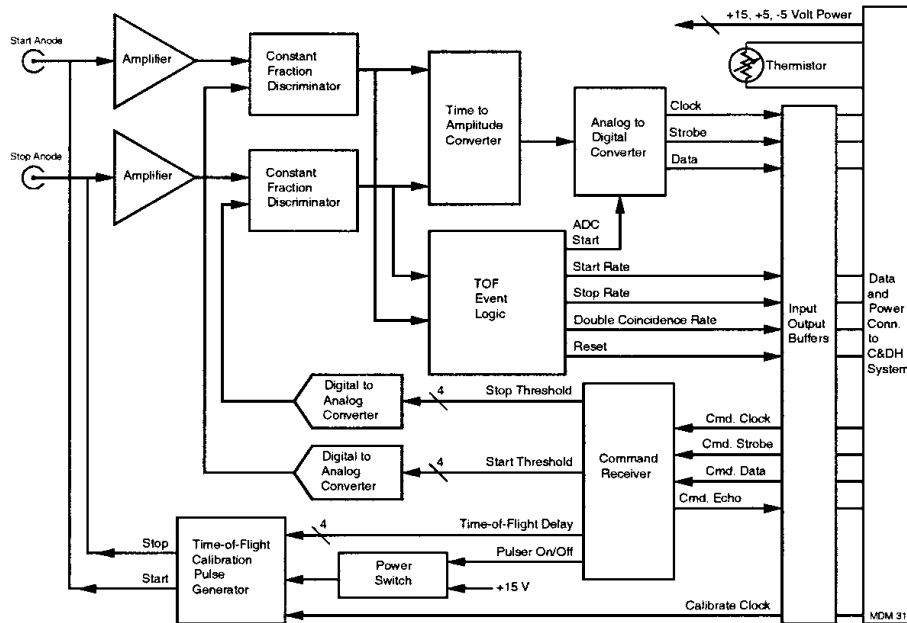 +15, +5, -5 Volt Power
Start Anode
Amplifier
Constant
Fraction
Discriminator
Thermistor
Time to
Amplitude
Converter
Analog to
Digital
Converter
Clock
Strobe
Data
Stop Anode
Amplifier
Constant
Fraction
Discriminator
ADC
Start
TOF
Event
Logic
Start Rate
Stop Rate
Double Coincidence Rate
Reset
Input
Output
Buffers
Data
and
Power
Conn.
to
C&DH
System
Digital to
Analog
Converter
4
Stop Threshold
Digital to
Analog
Converter
4
Start Threshold
Command
Receiver
Cmd. Clock
Cmd. Strobe
Cmd. Data
Cmd. Echo
4
Time-of-Flight Delay
Stop
Start
Time-of-Flight
Calibration
Pulse
Generator
Pulser On/Off
Power
Switch
+15 V
Calibrate Clock
MDM 31